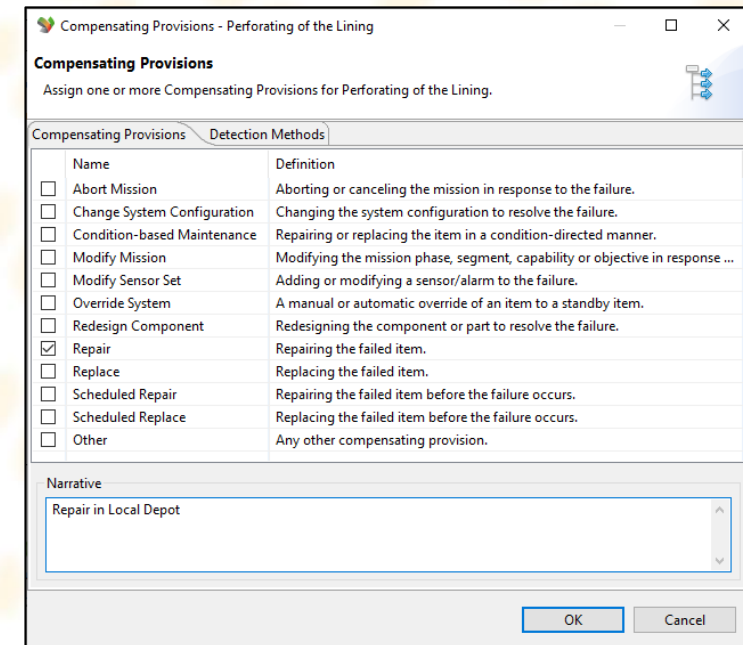 Compensating Provisions - Perforating of the Lining
Compensating Provisions
Assign one or more Compensating Provisions for Perforating of the Lining.
Compensating Provisions Detection Methods
Name Definition
Abort Mission Aborting or canceling the mission in response to the failure.
Change System Configuration Changing the system configuration to resolve the failure.
Condition-based Maintenance Repairing or replacing the item in a condition-directed manner.
Modify Mission Modifying the mission phase, segment, capability or objective in response ...
Modify Sensor Set Adding or modifying a sensor/alarm to the failure.
Override System A manual or automatic override of an item to a standby item.
Redesign Component Redesigning the component or part to resolve the failure.
Repair Repairing the failed item.
Replace Replacing the failed item.
Scheduled Repair Repairing the failed item before the failure occurs.
Scheduled Replace Replacing the failed item before the failure occurs.
Other Any other compensating provision.
Narrative
Repair in Local Depot
OK Cancel